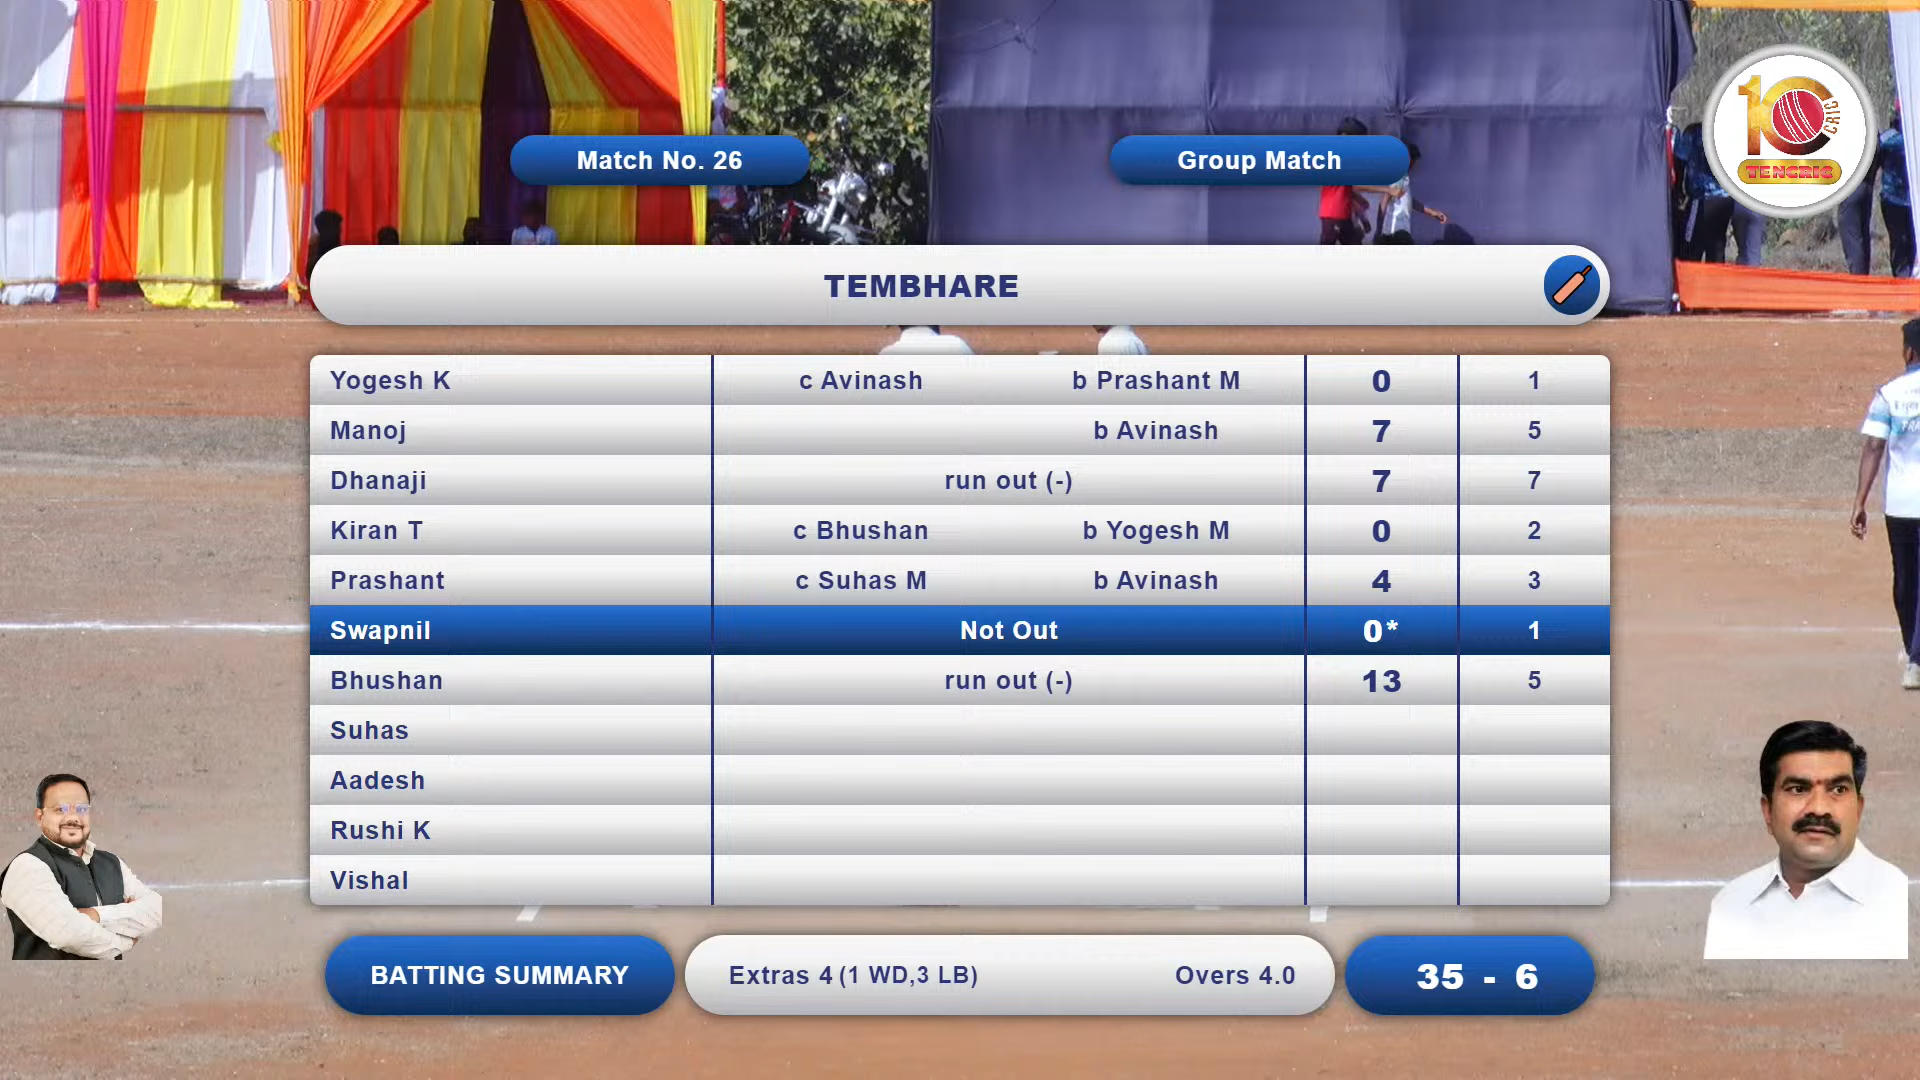 Match No. 26
Group Match
10
CRIC
TENCRIC
TEMBHARE
Yogesh K c Avinash b Prashant M 0 1
Manoj b Avinash 7 5
Dhanaji run out (-) 7 7
Kiran T c Bhushan b Yogesh M 0 2
Prashant c Suhas M b Avinash 4 3
Swapnil Not Out 0* 1
Bhushan run out (-) 13 5
Suhas
Aadesh
Rushi K
Vishal
BATTING SUMMARY Extras 4 (1 WD,3 LB) Overs 4.0 35 - 6